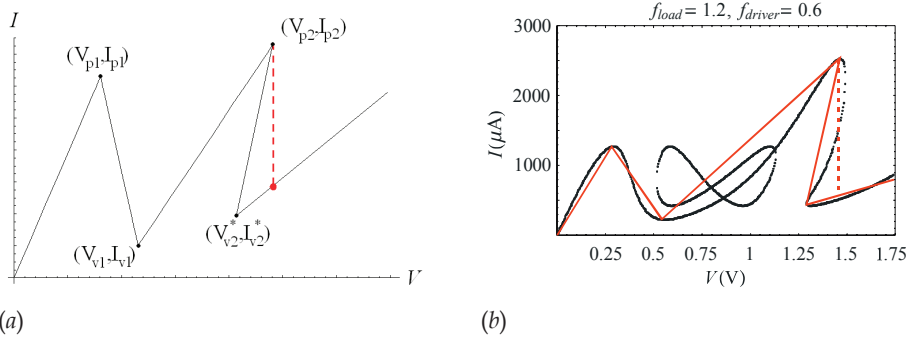 I
(Vp1,Ip1)
(Vp2,Ip2)
(Vv1,Iv1)
(V*v2,I*v2)
V
(a)
fload = 1.2, fdriver = 0.6
I(μA)
3000
2000
1000
0.25 0.5 0.75 1 1.25 1.5 1.75
V(V)
(b)